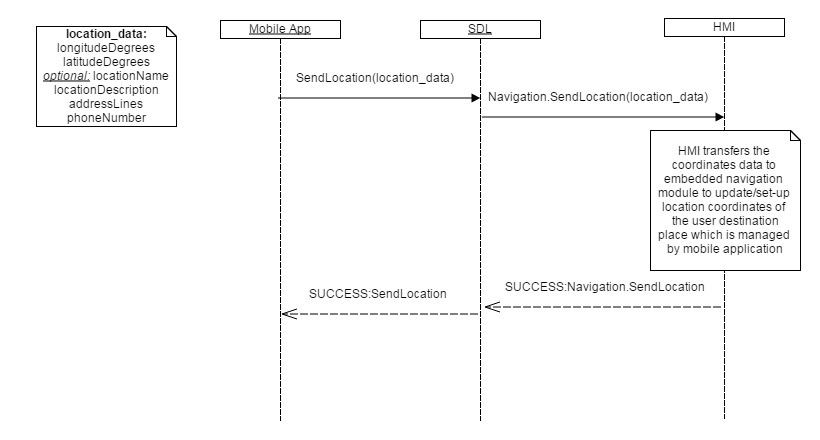 location_data:
longitudeDegrees
latitudeDegrees
optional: locationName
locationDescription
addressLines
phoneNumber
Mobile App
SDL
HMI
SendLocation(location_data)
Navigation.SendLocation(location_data)
HMI transfers the
coordinates data to
embedded navigation
module to update/set-up
location coordinates of
the user destination
place which is managed
by mobile application
SUCCESS:Navigation.SendLocation
SUCCESS:SendLocation